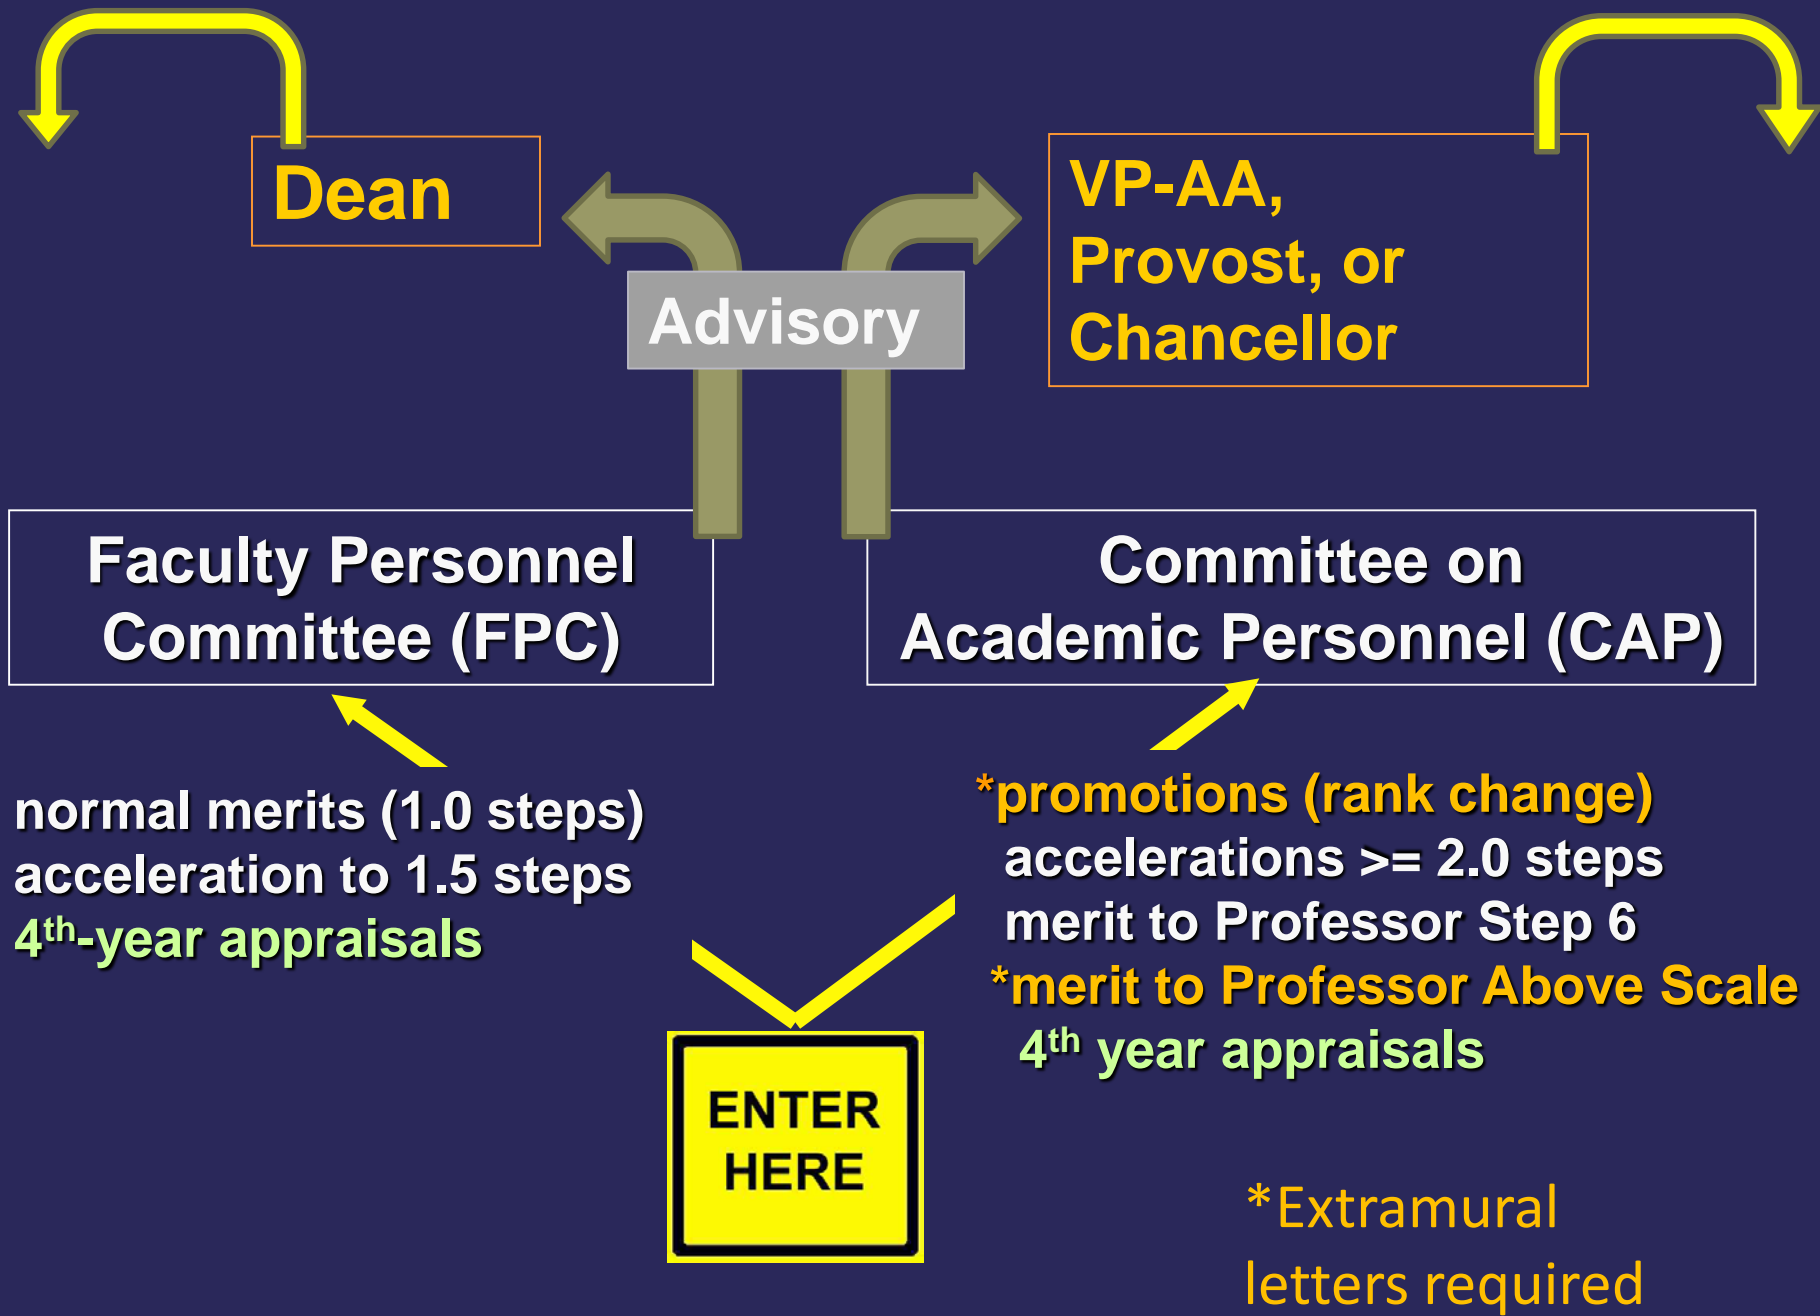 Dean
VP-AA,
Provost, or
Chancellor
Advisory
Faculty Personnel
Committee (FPC)
Committee on
Academic Personnel (CAP)
normal merits (1.0 steps)
acceleration to 1.5 steps
4th-year appraisals
*promotions (rank change)
accelerations >= 2.0 steps
merit to Professor Step 6
*merit to Professor Above Scale
4th year appraisals
ENTER
HERE
*Extramural
letters required